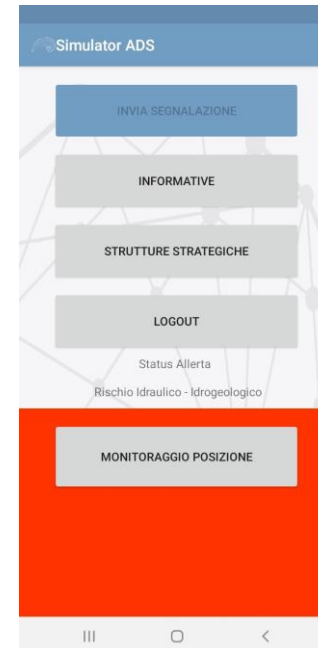 Simulator ADS
INVIA SEGNALAZIONE
INFORMATIVE
STRUTTURE STRATEGICHE
LOGOUT
Status Allerta
Rischio Idraulico - Idrogeologico
MONITORAGGIO POSIZIONE